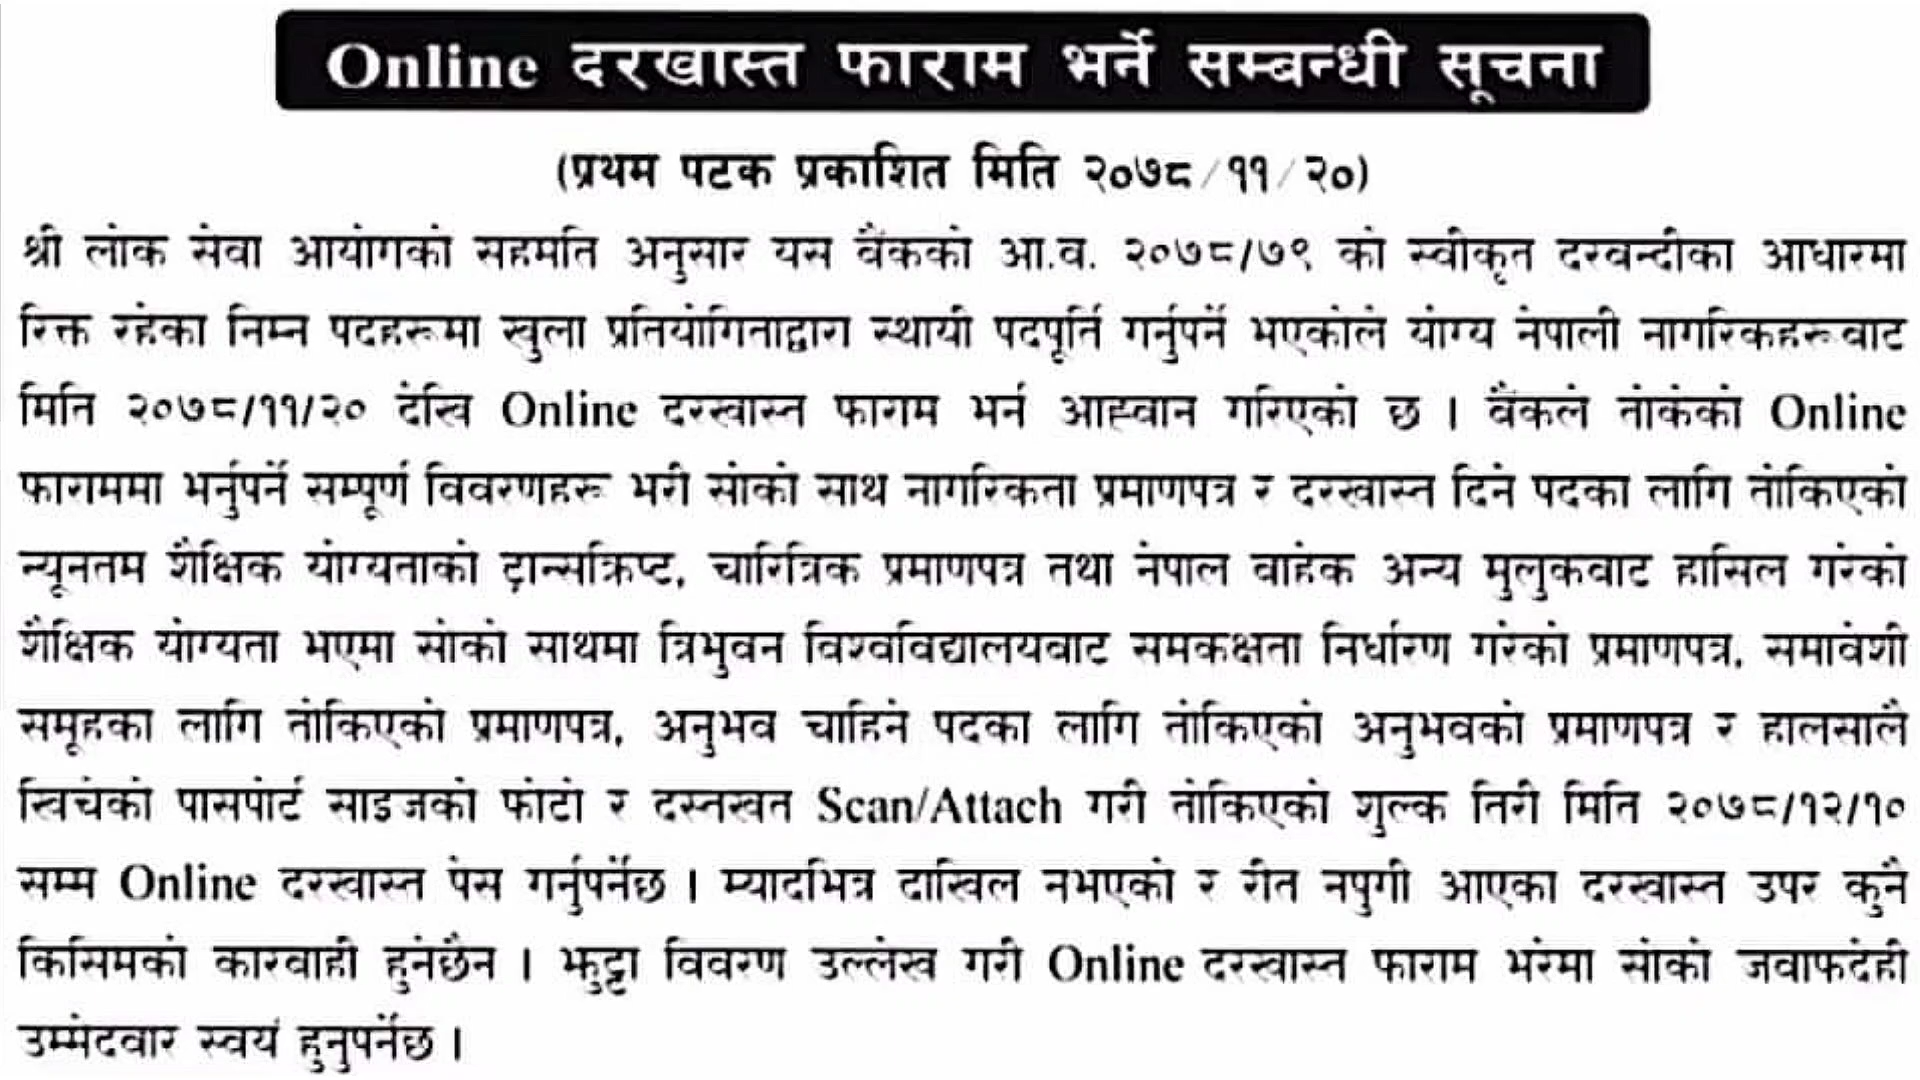 Online दरखास्त फाराम भर्ने सम्बन्धी सूचना
(प्रथम पटक प्रकाशित मिति २०७८/११/२०)
श्री लोक सेवा आयोगको सहमति अनुसार यस बैंकको आ.व. २०७८/७९ को स्वीकृत दरबन्दीका आधारमा
रिक्त रहेका निम्न पदहरूमा खुला प्रतियोगिताद्वारा स्थायी पदपूर्ति गर्नुपर्ने भएकोले योग्य नेपाली नागरिकहरूबाट
मिति २०७८/११/२० देखि Online दरखास्त फाराम भर्न आह्वान गरिएको छ । बैंकले तोकेको Online
फाराममा भर्नुपर्ने सम्पूर्ण विवरणहरू भरी सोको साथ नागरिकता प्रमाणपत्र र दरखास्त दिने पदका लागि तोकिएको
न्यूनतम शैक्षिक योग्यताको ट्रान्सक्रिप्ट, चारित्रिक प्रमाणपत्र तथा नेपाल बाहेक अन्य मुलुकबाट हासिल गरेको
शैक्षिक योग्यता भएमा सोको साथमा त्रिभुवन विश्वविद्यालयबाट समकक्षता निर्धारण गरेको प्रमाणपत्र, समावेशी
समूहका लागि तोकिएको प्रमाणपत्र, अनुभव चाहिने पदका लागि तोकिएको अनुभवको प्रमाणपत्र र हालसालै
खिचेको पासपोर्ट साइजको फोटो र दस्तखत Scan/Attach गरी तोकिएको शुल्क तिरी मिति २०७८/१२/१०
सम्म Online दरखास्त पेस गर्नुपर्नेछ । म्यादभित्र दाखिल नभएको र रीत नपुगी आएका दरखास्त उपर कुनै
किसिमको कारवाही हुनेछैन । झुट्टा विवरण उल्लेख गरी Online दरखास्त फाराम भरेमा सोको जवाफदेही
उम्मेदवार स्वयं हुनुपर्नेछ ।